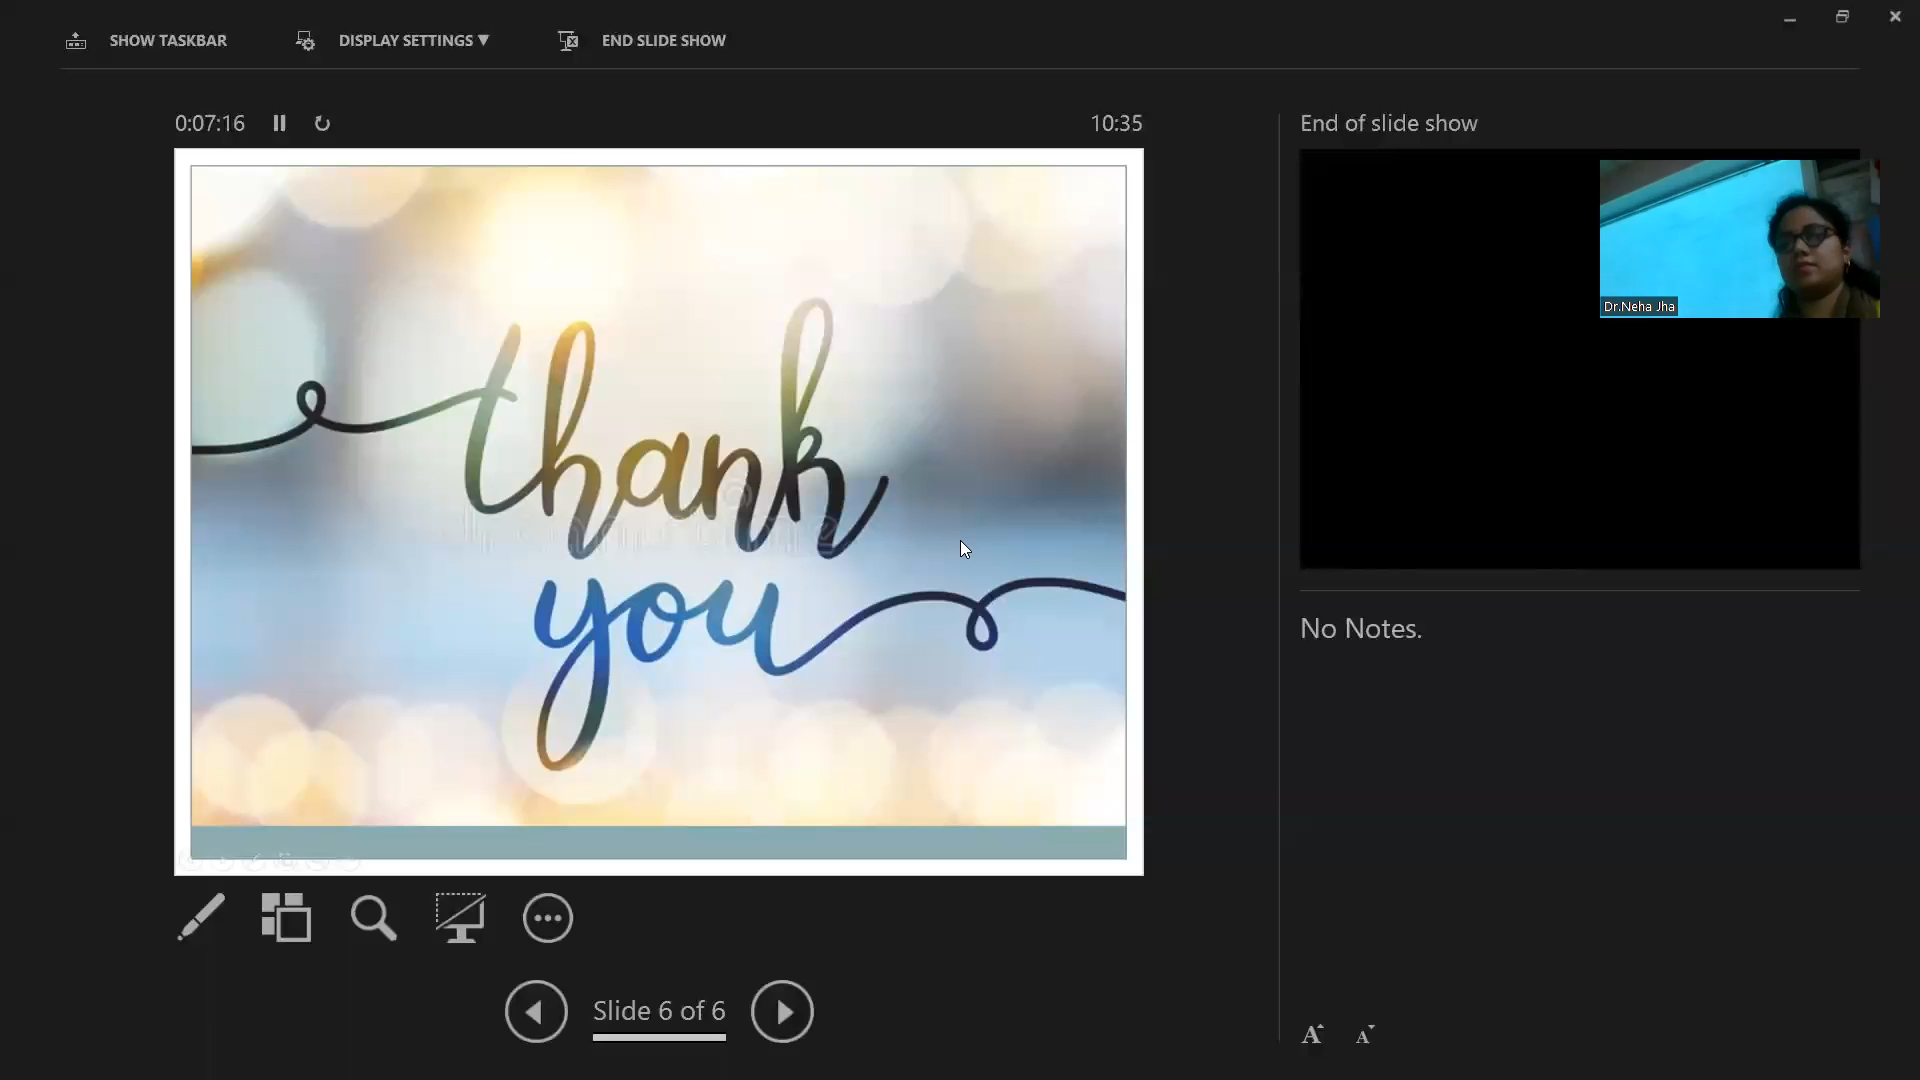 SHOW TASKBAR
DISPLAY SETTINGS ▼
END SLIDE SHOW
0:07:16
10:35
End of slide show
Dr.Neha Jha
thank
you
No Notes.
Slide 6 of 6
A A